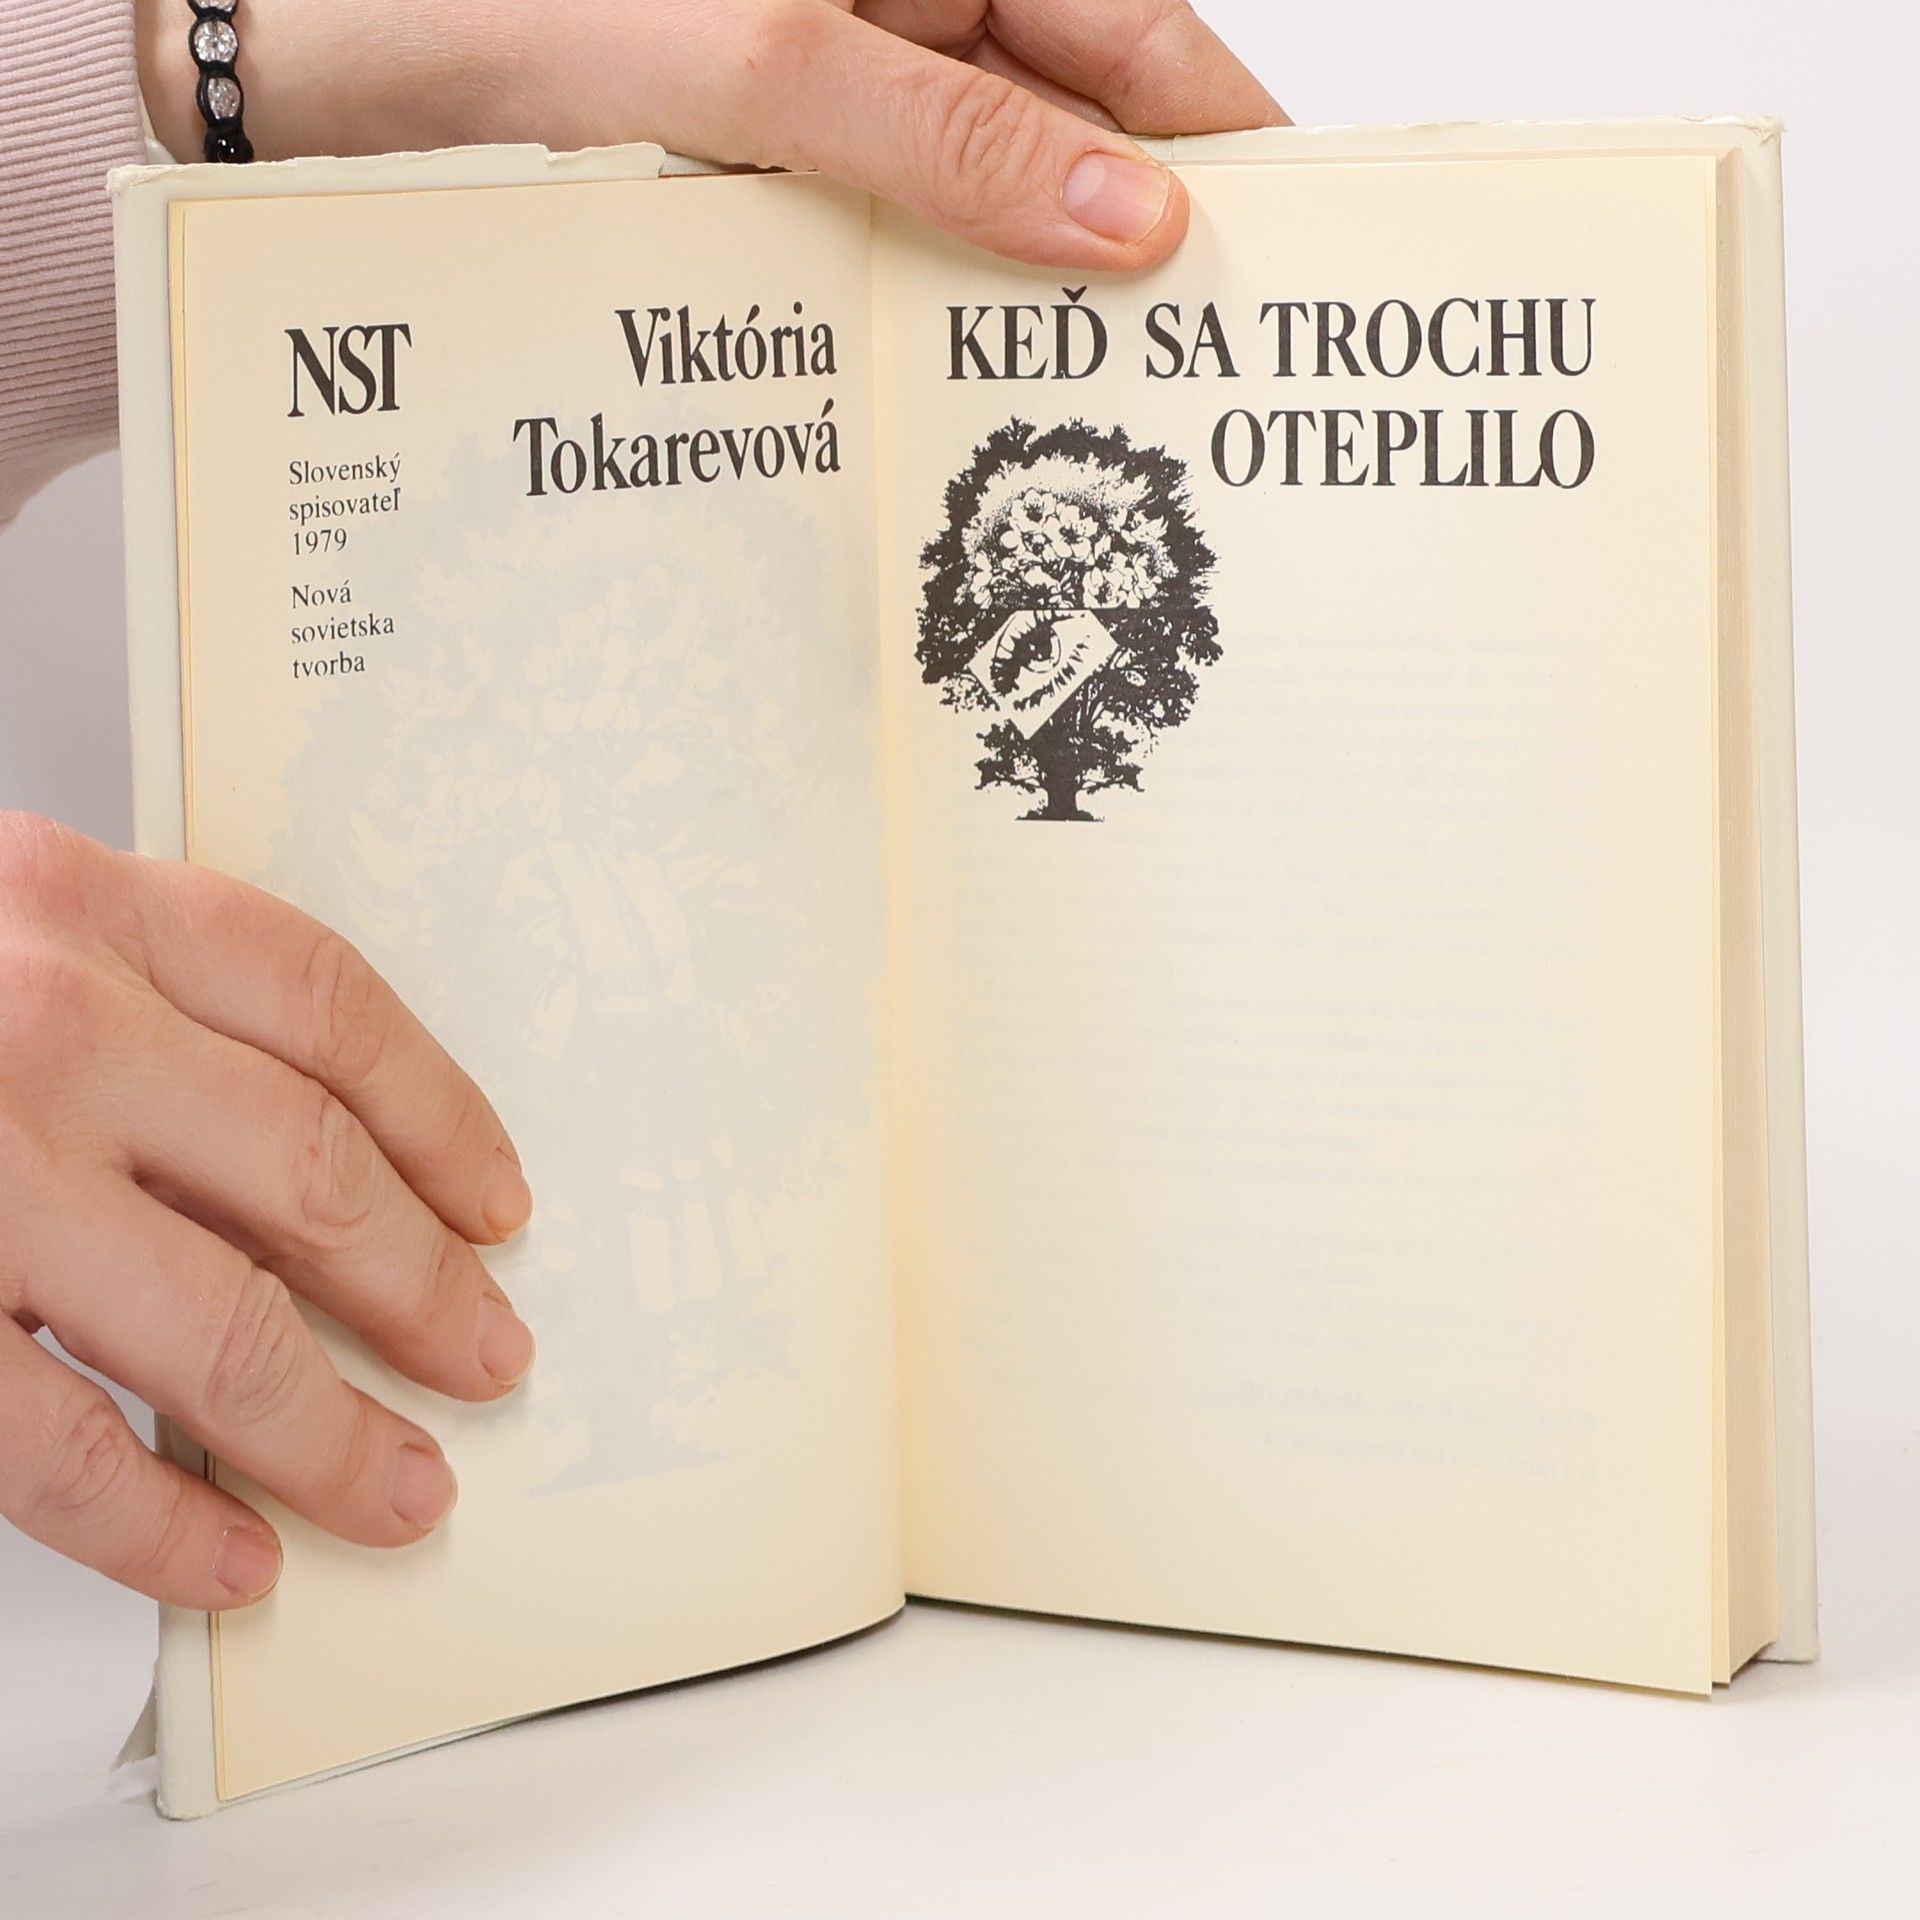 NST
Slovenský
spisovateľ
1979
Nová
sovietska
tvorba
Viktória
Tokarevová
KEĎ SA TROCHU
OTEPLILO